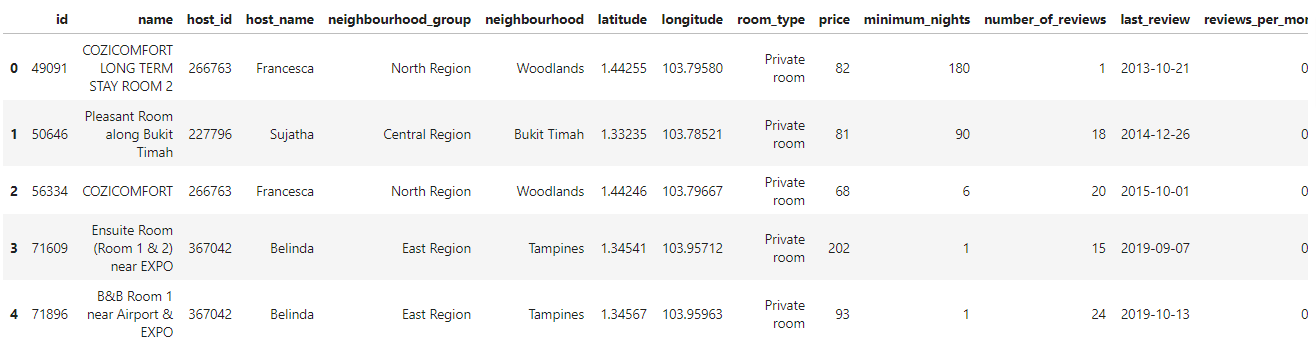 id name host_id host_name neighbourhood_group neighbourhood latitude longitude room_type price minimum_nights number_of_reviews last_review reviews_per_mo
0 49091 COZICOMFORT LONG TERM STAY ROOM 2 266763 Francesca North Region Woodlands 1.44255 103.79580 Private room 82 180 1 2013-10-21 0
1 50646 Pleasant Room along Bukit Timah 227796 Sujatha Central Region Bukit Timah 1.33235 103.78521 Private room 81 90 18 2014-12-26 0
2 56334 COZICOMFORT 266763 Francesca North Region Woodlands 1.44246 103.79667 Private room 68 6 20 2015-10-01 0
3 71609 Ensuite Room (Room 1 & 2) near EXPO 367042 Belinda East Region Tampines 1.34541 103.95712 Private room 202 1 15 2019-09-07 0
4 71896 B&B Room 1 near Airport & EXPO 367042 Belinda East Region Tampines 1.34567 103.95963 Private room 93 1 24 2019-10-13 0